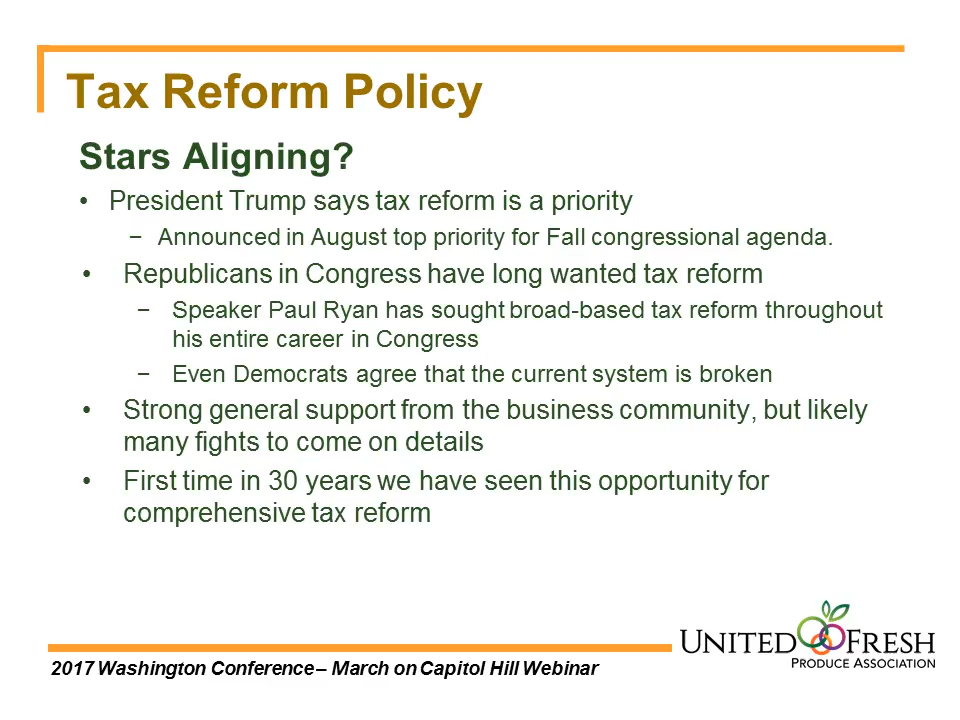 Tax Reform Policy
Stars Aligning?
• President Trump says tax reform is a priority
− Announced in August top priority for Fall congressional agenda.
• Republicans in Congress have long wanted tax reform
− Speaker Paul Ryan has sought broad-based tax reform throughout
his entire career in Congress
− Even Democrats agree that the current system is broken
• Strong general support from the business community, but likely
many fights to come on details
• First time in 30 years we have seen this opportunity for
comprehensive tax reform
UNITED FRESH
PRODUCE ASSOCIATION
2017 Washington Conference – March on Capitol Hill Webinar